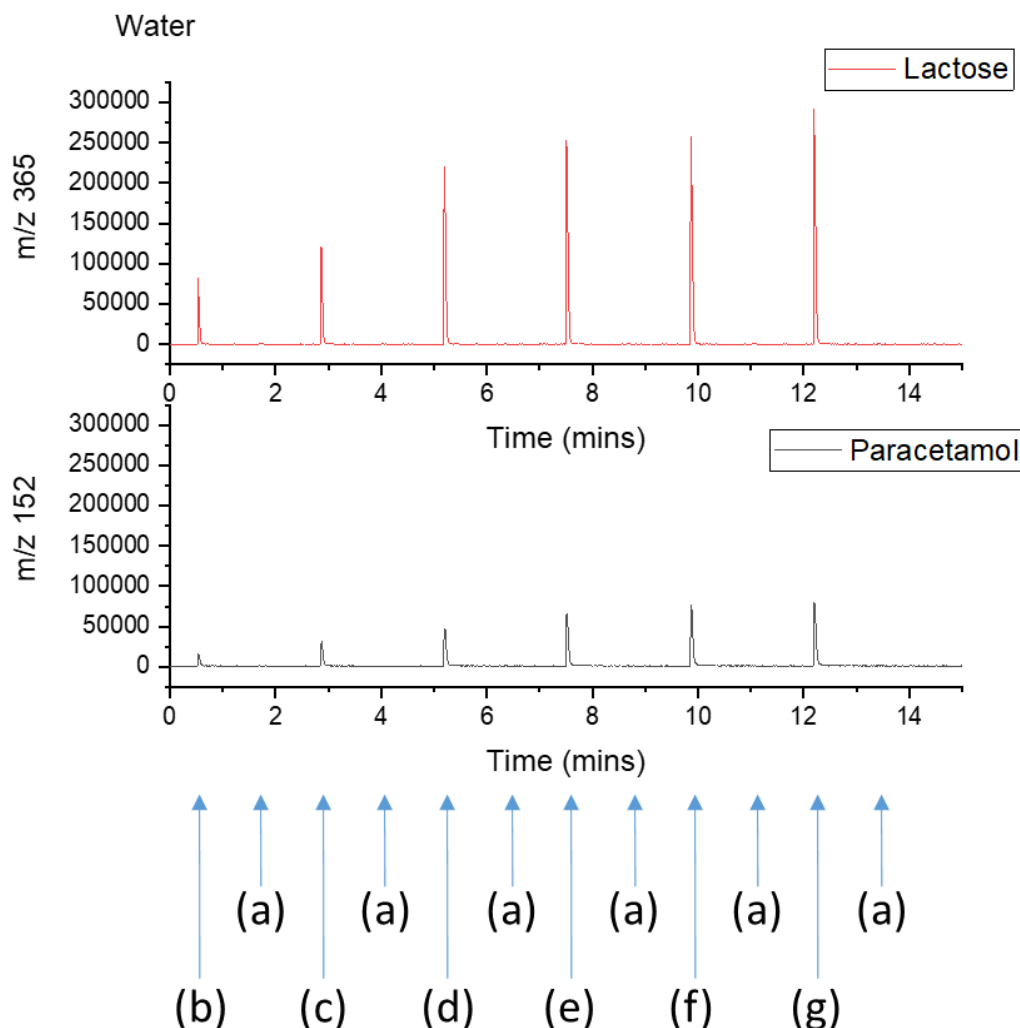 Water
Lactose
m/z 365
300000
250000
200000
150000
100000
50000
0
0 2 4 6 8 10 12 14
Time (mins)
Paracetamol
m/z 152
300000
250000
200000
150000
100000
50000
0
0 2 4 6 8 10 12 14
Time (mins)
(a) (a) (a) (a) (a) (a)
(b) (c) (d) (e) (f) (g)